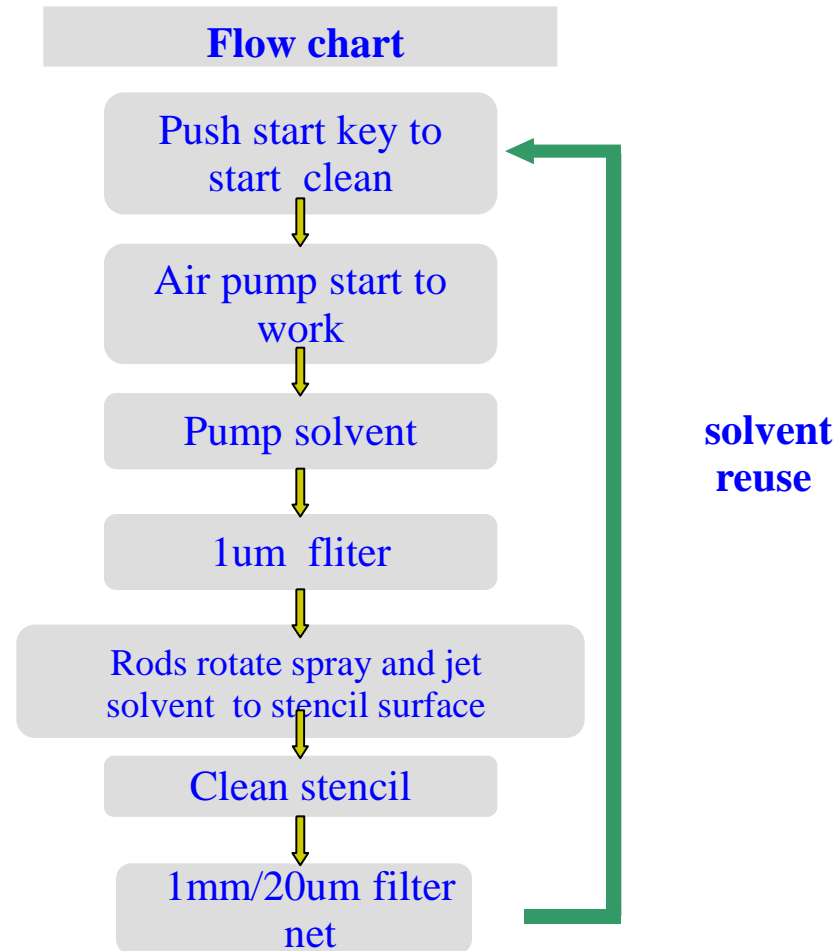 Flow chart
Push start key to
start clean
Air pump start to
work
Pump solvent
1um fliter
Rods rotate spray and jet
solvent to stencil surface
Clean stencil
1mm/20um filter
net
solvent
reuse